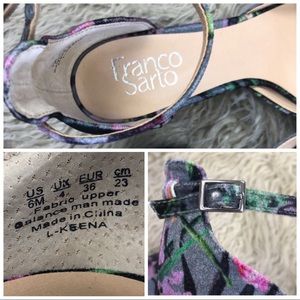 Franco
Sarto
US UK EUR cm
6M 4 36 23
Fabric upper
Balance man made
Made in China
L-KEENA